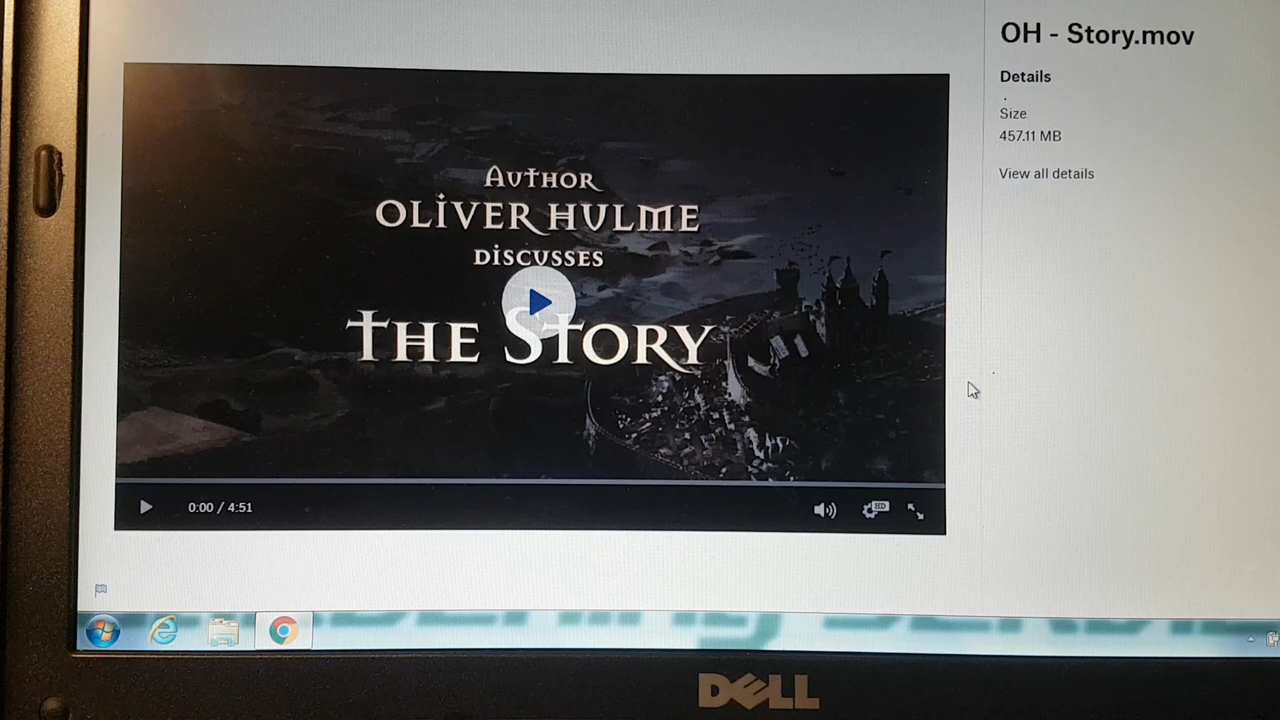 OH - Story.mov
Details
Size
457.11 MB
View all details
Author
Oliver Hulme
discusses
The Story
0:00 / 4:51
HD
DELL